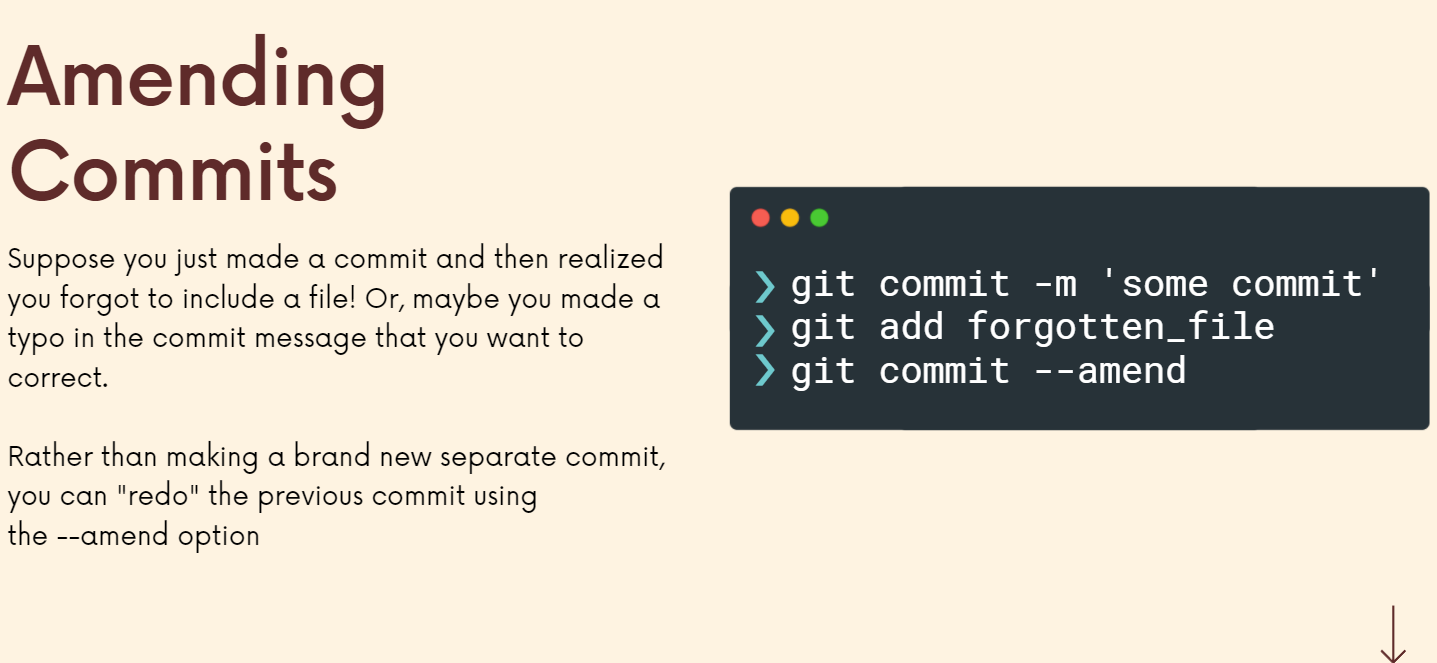 Amending
Commits
Suppose you just made a commit and then realized
you forgot to include a file! Or, maybe you made a
typo in the commit message that you want to
correct.
Rather than making a brand new separate commit,
you can "redo" the previous commit using
the --amend option
❯ git commit -m 'some commit'
❯ git add forgotten_file
❯ git commit --amend